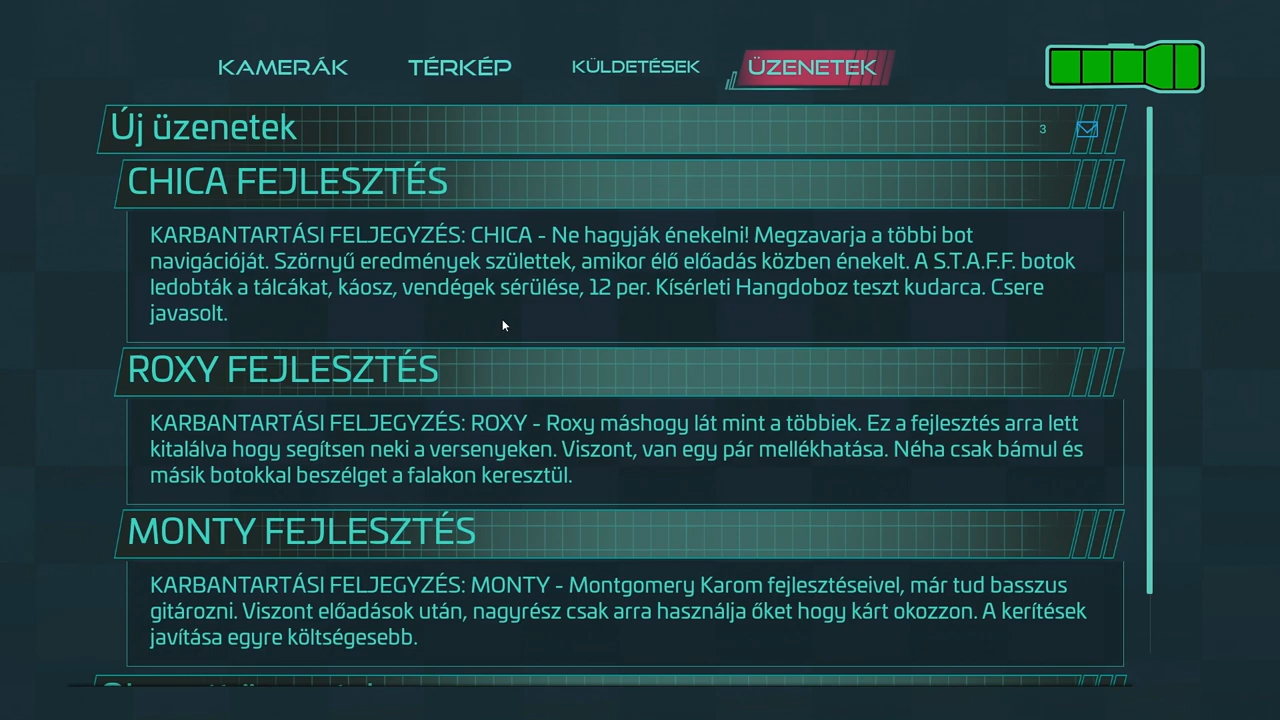 KAMERÁK
TÉRKÉP
KÜLDETÉSEK
ÜZENETEK
Új üzenetek
3
CHICA FEJLESZTÉS
KARBANTARTÁSI FELJEGYZÉS: CHICA - Ne hagyják énekelni! Megzavarja a többi bot
navigációját. Szörnyű eredmények születtek, amikor élő előadás közben énekelt. A S.T.A.F.F. botok
ledobták a tálcákat, káosz, vendégek sérülése, 12 per. Kísérleti Hangdoboz teszt kudarca. Csere
javasolt.
ROXY FEJLESZTÉS
KARBANTARTÁSI FELJEGYZÉS: ROXY - Roxy máshogy lát mint a többiek. Ez a fejlesztés arra lett
kitalálva hogy segítsen neki a versenyeken. Viszont, van egy pár mellékhatása. Néha csak bámul és
másik botokkal beszélget a falakon keresztül.
MONTY FEJLESZTÉS
KARBANTARTÁSI FELJEGYZÉS: MONTY - Montgomery Karom fejlesztéseivel, már tud basszus
gitározni. Viszont előadások után, nagyrész csak arra használja őket hogy kárt okozzon. A kerítések
javítása egyre költségesebb.